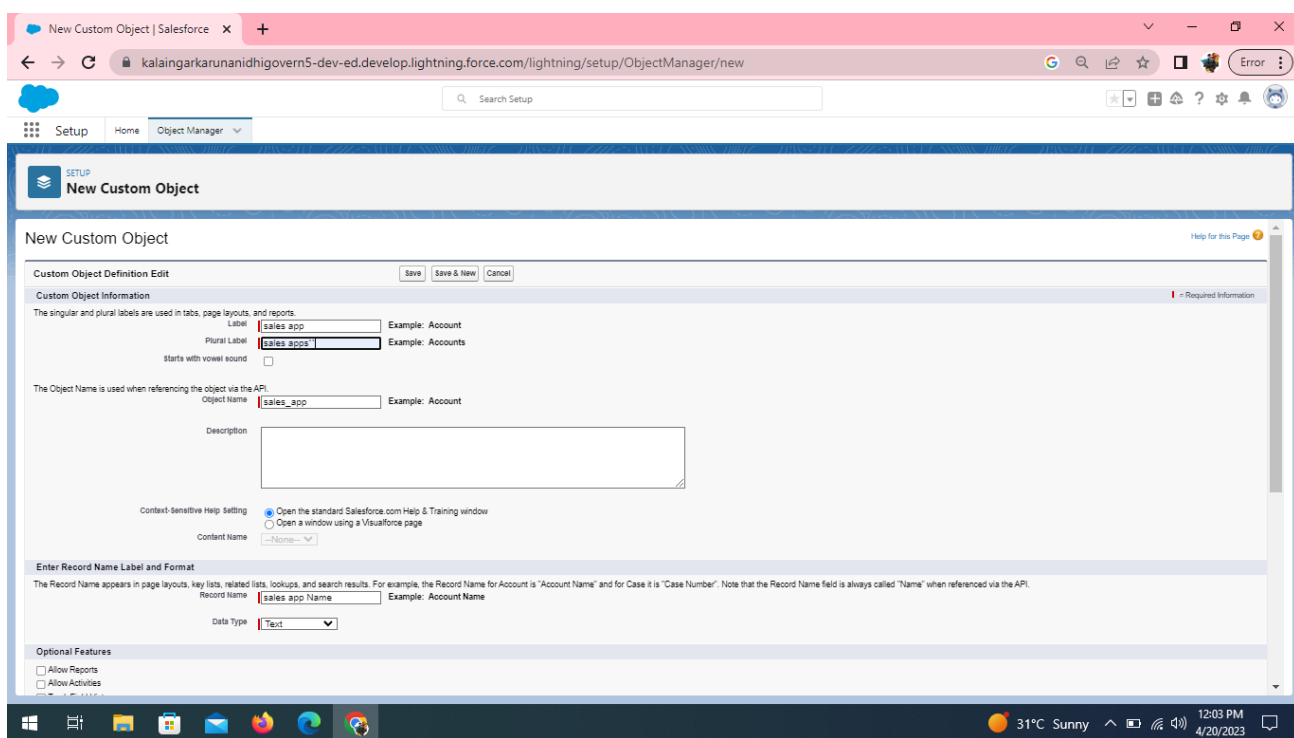 New Custom Object | Salesforce
kalaingarkarunanidhigovern5-dev-ed.develop.lightning.force.com/lightning/setup/ObjectManager/new
Error
Search Setup
Setup Home Object Manager
SETUP
New Custom Object
New Custom Object
Help for this Page
Custom Object Definition Edit Save Save & New Cancel
Custom Object Information = Required Information
The singular and plural labels are used in tabs, page layouts, and reports.
Label sales app Example: Account
Plural Label sales apps'' Example: Accounts
Starts with vowel sound
The Object Name is used when referencing the object via the API.
Object Name sales_app Example: Account
Description
Context-Sensitive Help Setting Open the standard Salesforce.com Help & Training window
Open a window using a Visualforce page
Content Name --None--
Enter Record Name Label and Format
The Record Name appears in page layouts, key lists, related lists, lookups, and search results. For example, the Record Name for Account is "Account Name" and for Case it is "Case Number". Note that the Record Name field is always called "Name" when referenced via the API.
Record Name sales app Name Example: Account Name
Data Type Text
Optional Features
Allow Reports
Allow Activities
31°C Sunny
12:03 PM
4/20/2023